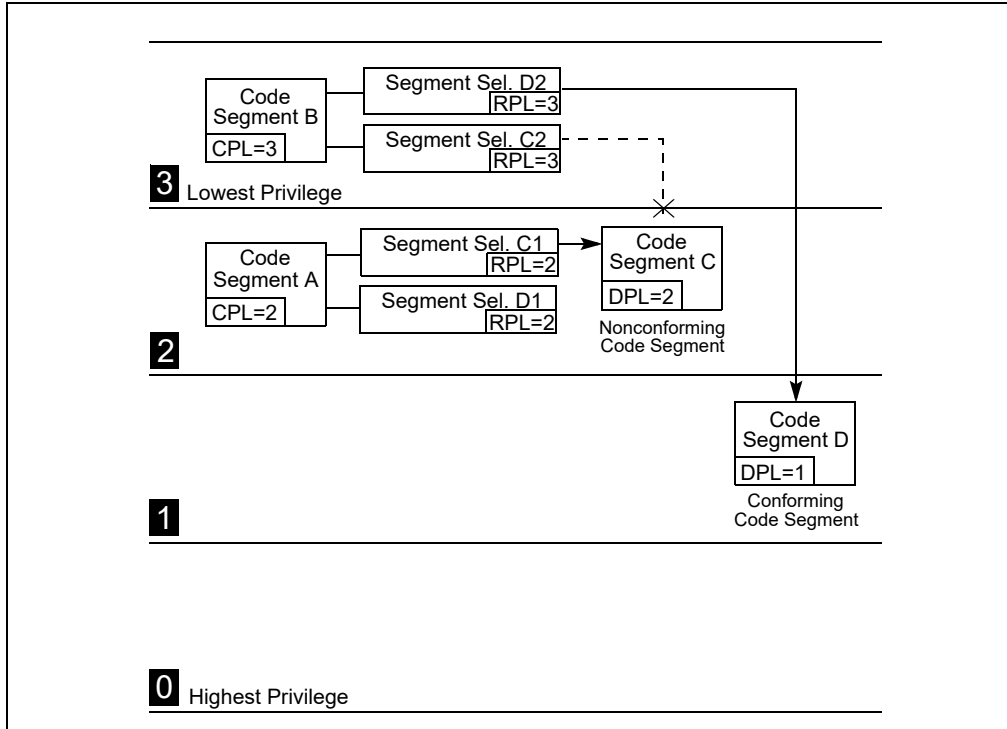 Code
Segment B
CPL=3
Segment Sel. D2
RPL=3
Segment Sel. C2
RPL=3
3 Lowest Privilege
Code
Segment A
CPL=2
Segment Sel. C1
RPL=2
Segment Sel. D1
RPL=2
Code
Segment C
DPL=2
Nonconforming
Code Segment
2
Code
Segment D
DPL=1
Conforming
Code Segment
1
0 Highest Privilege